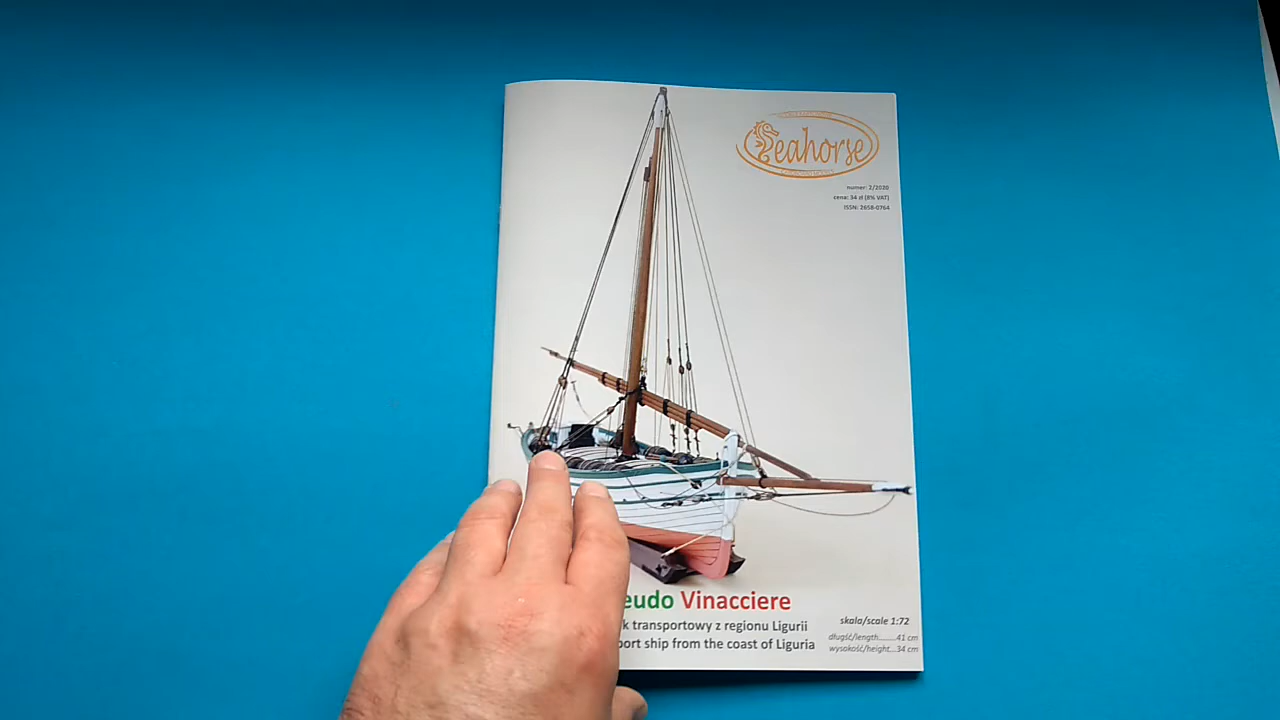 Seahorse
numer: 2/2020
cena: 34 zł (8% VAT)
ISSN: 2658-0764
eudo Vinacciere
k transportowy z regionu Ligurii
port ship from the coast of Liguria
skala/scale 1:72
długść/length.........41 cm
wysokość/height...34 cm